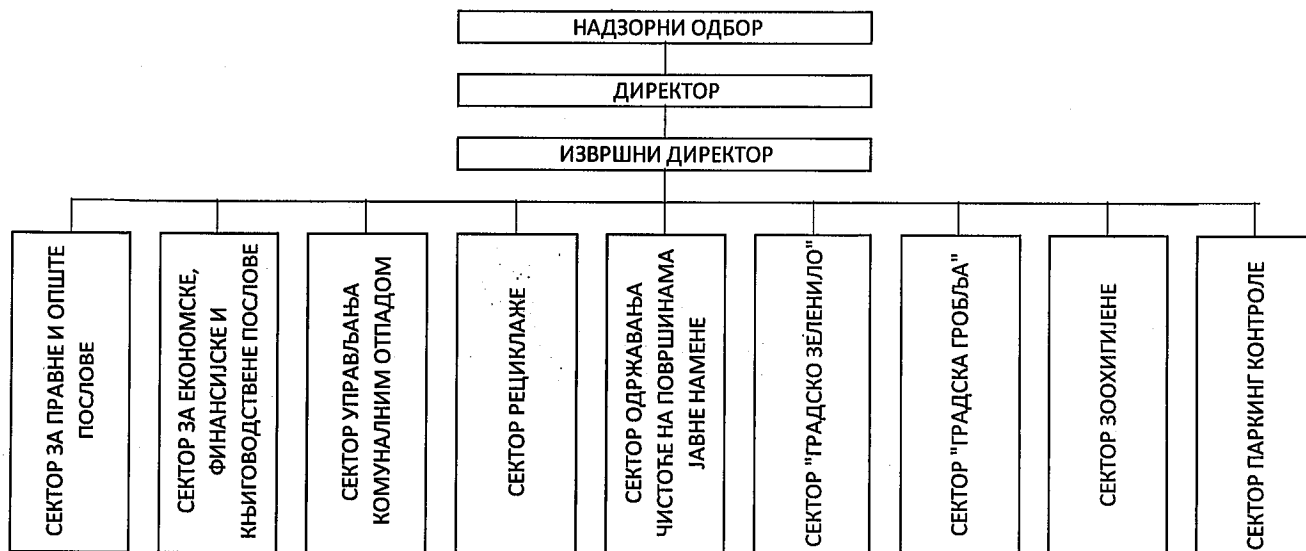 НАДЗОРНИ ОДБОР
ДИРЕКТОР
ИЗВРШНИ ДИРЕКТОР
СЕКТОР ЗА ПРАВНЕ И ОПШТЕ
ПОСЛОВЕ
СЕКТОР ЗА ЕКОНОМСКЕ,
ФИНАНСИЈСКЕ И
КЊИГОВОДСТВЕНЕ ПОСЛОВЕ
СЕКТОР УПРАВЉАЊА
КОМУНАЛНИМ ОТПАДОМ
СЕКТОР РЕЦИКЛАЖЕ
СЕКТОР ОДРЖАВАЊА
ЧИСТОЋЕ НА ПОВРШИНАМА
ЈАВНЕ НАМЕНЕ
СЕКТОР "ГРАДСКО ЗЕЛЕНИЛО"
СЕКТОР "ГРАДСКА ГРОБЉА"
СЕКТОР ЗООХИГИЈЕНЕ
СЕКТОР ПАРКИНГ КОНТРОЛЕ